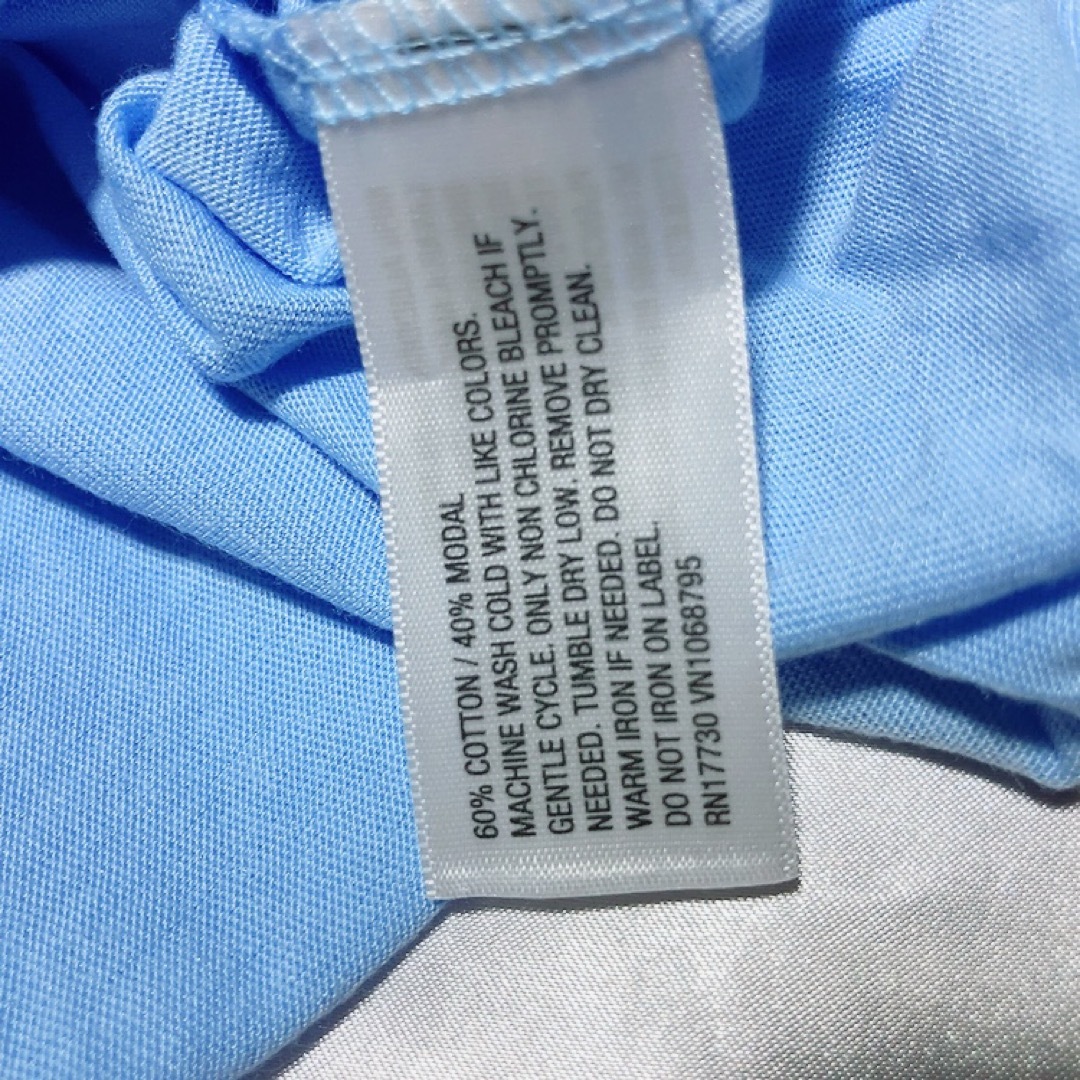 60% COTTON / 40% MODAL
MACHINE WASH COLD WITH LIKE COLORS.
GENTLE CYCLE. ONLY NON CHLORINE BLEACH IF
NEEDED. TUMBLE DRY LOW. REMOVE PROMPTLY.
WARM IRON IF NEEDED. DO NOT DRY CLEAN.
DO NOT IRON ON LABEL.
RN17730 VN1068795